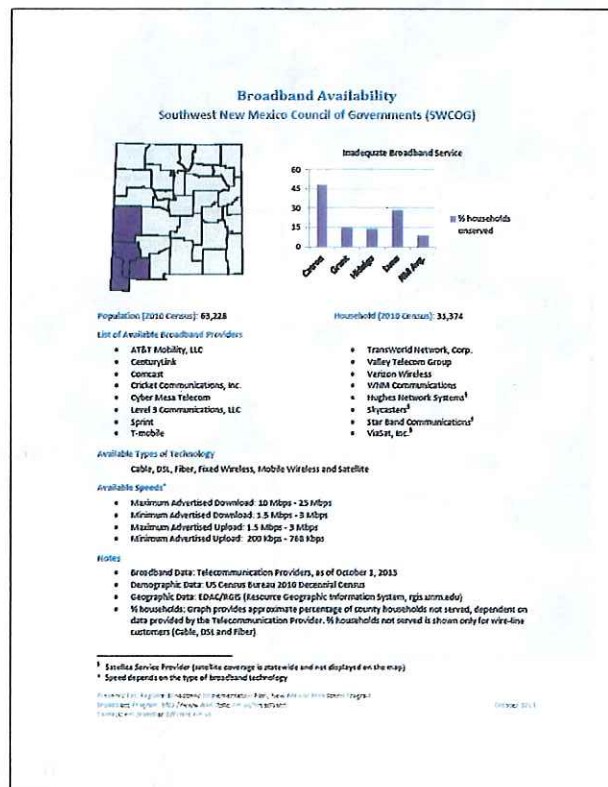 Broadband Availability
Southwest New Mexico Council of Governments (SWCOG)
Inadequate Broadband Service
60
45
30
15
0
% households
unserved
Catron
Grant
Hidalgo
Luna
NM Avg.
Population (2010 Census): 63,228
Household (2010 Census): 35,374
List of Available Broadband Providers
• AT&T Mobility, LLC
• CenturyLink
• Comcast
• Cricket Communications, Inc.
• Cyber Mesa Telecom
• Level 3 Communications, LLC
• Sprint
• T-mobile
• TransWorld Network, Corp.
• Valley Telecom Group
• Verizon Wireless
• WNM Communications
• Hughes Network Systems§
• Skycasters§
• Star Band Communications§
• ViaSat, Inc.§
Available Types of Technology
Cable, DSL, Fiber, Fixed Wireless, Mobile Wireless and Satellite
Available Speeds*
• Maximum Advertised Download: 10 Mbps - 25 Mbps
• Minimum Advertised Download: 1.5 Mbps - 3 Mbps
• Maximum Advertised Upload: 1.5 Mbps - 3 Mbps
• Minimum Advertised Upload: 200 Kbps - 768 Kbps
Notes
• Broadband Data: Telecommunication Providers, as of October 1, 2013
• Demographic Data: US Census Bureau 2010 Decennial Census
• Geographic Data: EDAC/RGIS (Resource Geographic Information System, rgis.unm.edu)
• % households: Graph provides approximate percentage of county households not served, dependent on
data provided by the Telecommunication Provider. % households not served is shown only for wire-line
customers (Cable, DSL and Fiber)
§ Satellite Service Provider (satellite coverage is statewide and not displayed on the map)
* Speed depends on the type of broadband technology